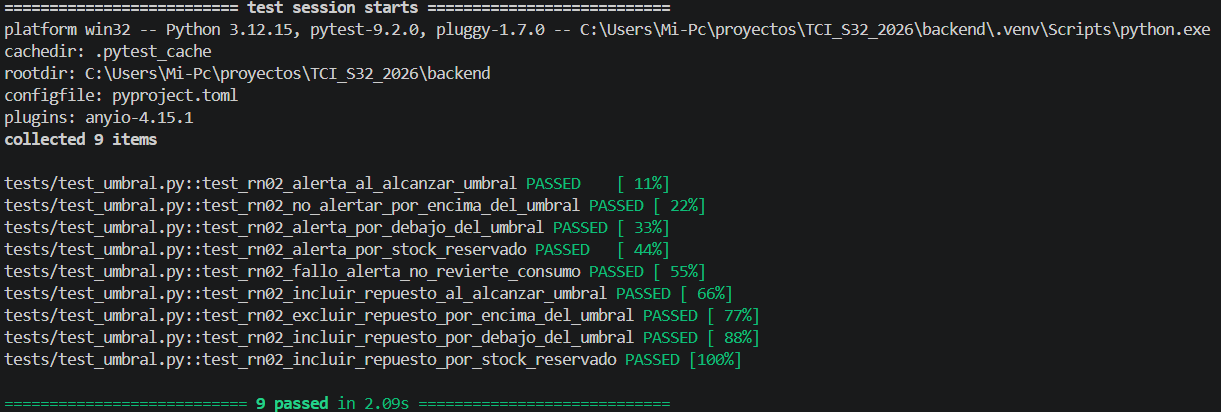 ========================== test session starts ===========================
platform win32 -- Python 3.12.15, pytest-9.2.0, pluggy-1.7.0 -- C:\Users\Mi-Pc\proyectos\TCI_S32_2026\backend\.venv\Scripts\python.exe
cachedir: .pytest_cache
rootdir: C:\Users\Mi-Pc\proyectos\TCI_S32_2026\backend
configfile: pyproject.toml
plugins: anyio-4.15.1
collected 9 items

tests/test_umbral.py::test_rn02_alerta_al_alcanzar_umbral PASSED    [ 11%]
tests/test_umbral.py::test_rn02_no_alertar_por_encima_del_umbral PASSED [ 22%]
tests/test_umbral.py::test_rn02_alerta_por_debajo_del_umbral PASSED [ 33%]
tests/test_umbral.py::test_rn02_alerta_por_stock_reservado PASSED   [ 44%]
tests/test_umbral.py::test_rn02_fallo_alerta_no_revierte_consumo PASSED [ 55%]
tests/test_umbral.py::test_rn02_incluir_repuesto_al_alcanzar_umbral PASSED [ 66%]
tests/test_umbral.py::test_rn02_excluir_repuesto_por_encima_del_umbral PASSED [ 77%]
tests/test_umbral.py::test_rn02_incluir_repuesto_por_debajo_del_umbral PASSED [ 88%]
tests/test_umbral.py::test_rn02_incluir_repuesto_por_stock_reservado PASSED [100%]

=========================== 9 passed in 2.09s ============================